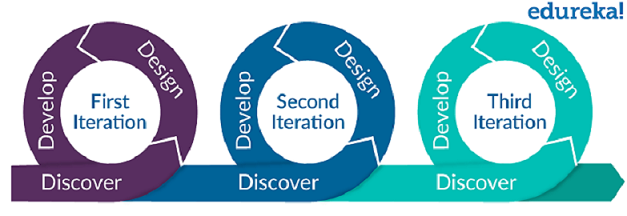 edureka!
Develop
Design
First
Iteration
Discover
Develop
Design
Second
Iteration
Discover
Develop
Design
Third
Iteration
Discover